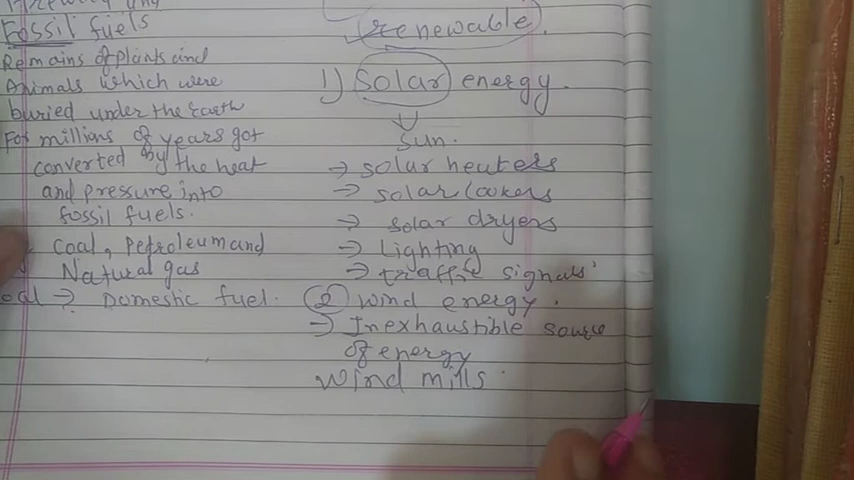 Fossil fuels
Remains of plants and
Animals which were
buried under the Earth
For millions of years got
converted by the heat
and pressure into
fossil fuels.
coal, Petroleum and
Natural gas
oal → Domestic fuel.
renewable.
1) Solar energy.
↓
Sun.
→ solar heaters
→ solar Cookers
→ solar dryers
→ Lighting
→ traffic signals
② wind energy.
→ Inexhaustible source
of energy
Wind mills